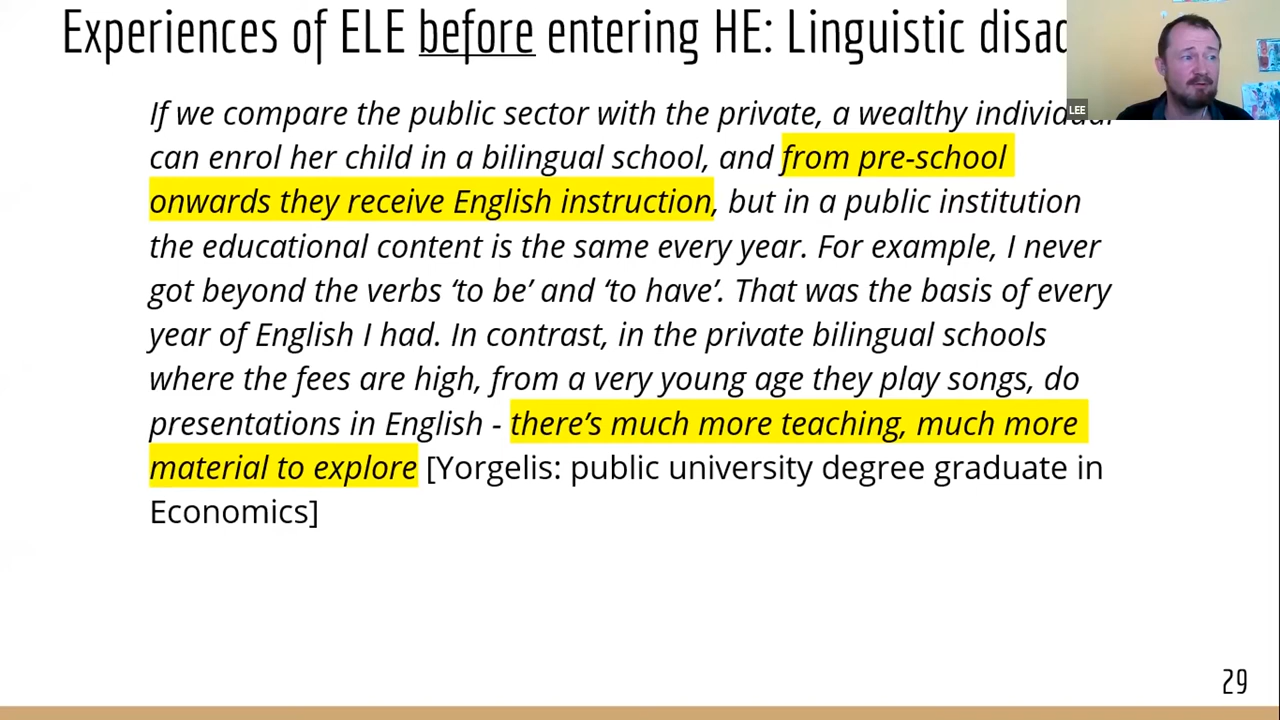 Experiences of ELE before entering HE: Linguistic
LEE
If we compare the public sector with the private, a wealthy
can enrol her child in a bilingual school, and from pre-school
onwards they receive English instruction, but in a public institution
the educational content is the same every year. For example, I never
got beyond the verbs ‘to be’ and ‘to have’. That was the basis of every
year of English I had. In contrast, in the private bilingual schools
where the fees are high, from a very young age they play songs, do
presentations in English - there’s much more teaching, much more
material to explore [Yorgelis: public university degree graduate in
Economics]
29